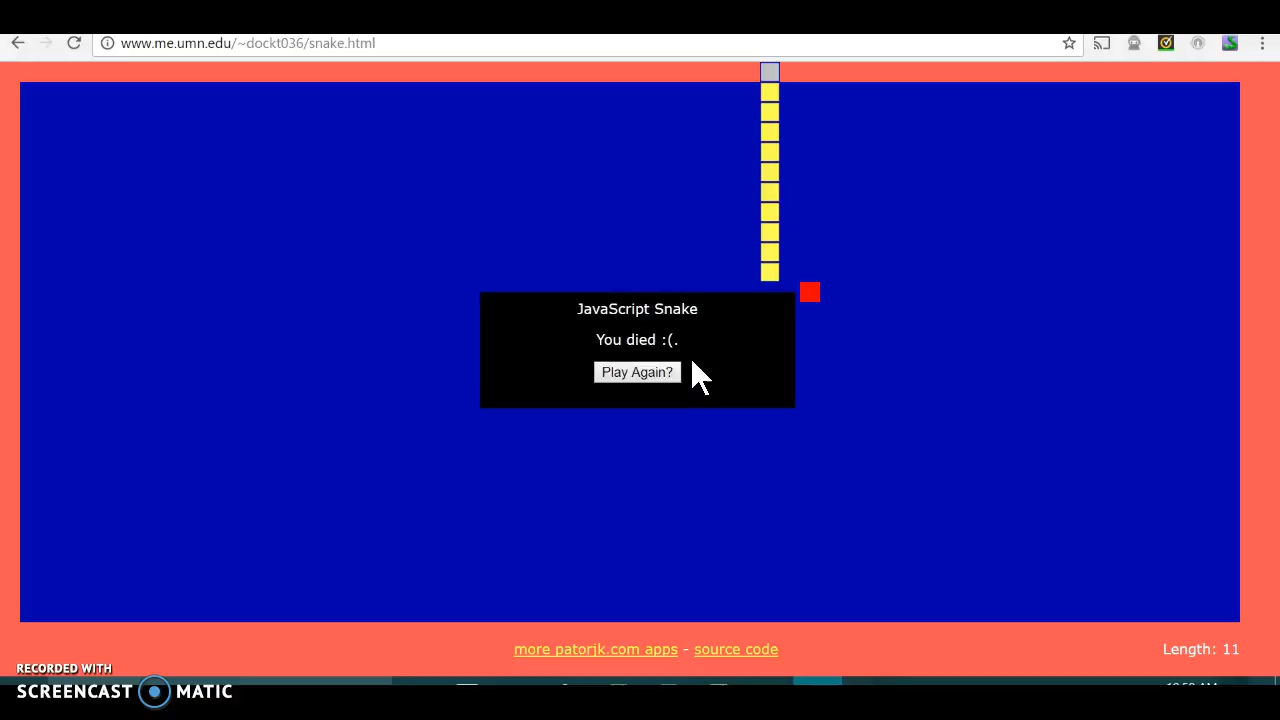 www.me.umn.edu/~dockt036/snake.html
JavaScript Snake
You died :(.
Play Again?
more patorjk.com apps - source code
Length: 11
RECORDED WITH
SCREENCAST MATIC